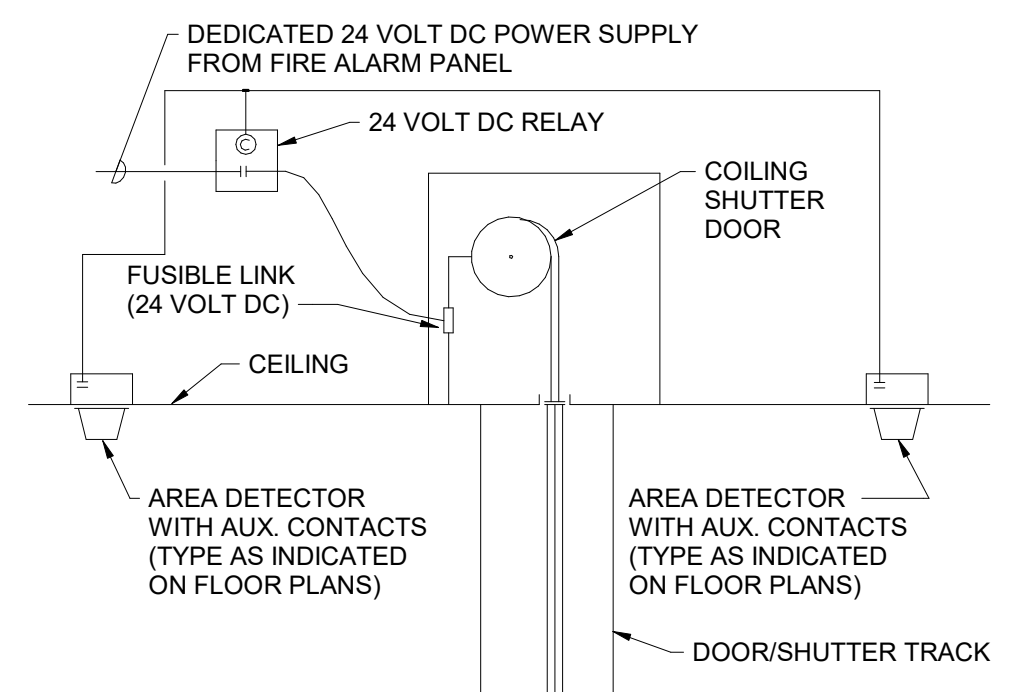 DEDICATED 24 VOLT DC POWER SUPPLY
FROM FIRE ALARM PANEL
24 VOLT DC RELAY
C
COILING
SHUTTER
DOOR
FUSIBLE LINK
(24 VOLT DC)
CEILING
AREA DETECTOR
WITH AUX. CONTACTS
(TYPE AS INDICATED
ON FLOOR PLANS)
AREA DETECTOR
WITH AUX. CONTACTS
(TYPE AS INDICATED
ON FLOOR PLANS)
DOOR/SHUTTER TRACK